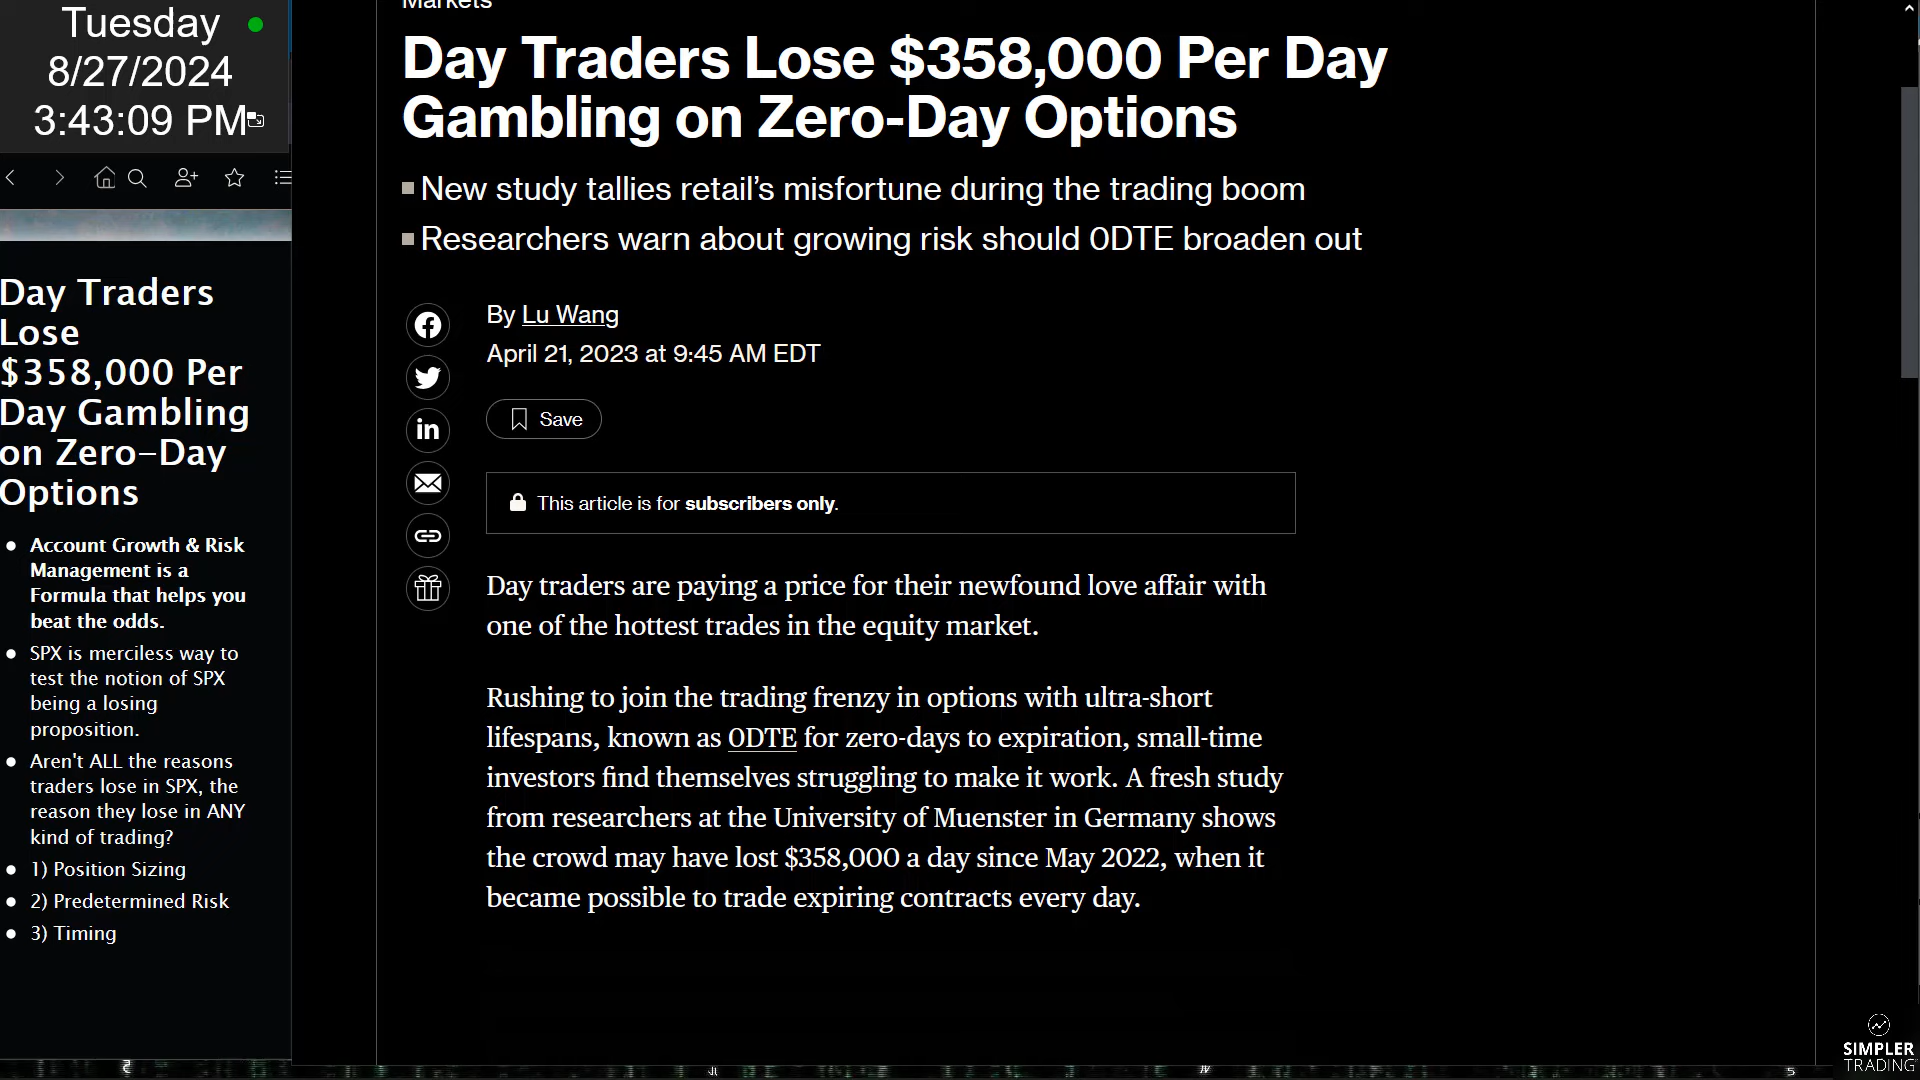 Tuesday
8/27/2024
3:43:09 PM
Day Traders
Lose
$358,000 Per
Day Gambling
on Zero-Day
Options
Account Growth & Risk
Management is a
Formula that helps you
beat the odds.
SPX is merciless way to
test the notion of SPX
being a losing
proposition.
Aren't ALL the reasons
traders lose in SPX, the
reason they lose in ANY
kind of trading?
1) Position Sizing
2) Predetermined Risk
3) Timing
Markets
Day Traders Lose $358,000 Per Day
Gambling on Zero-Day Options
New study tallies retail’s misfortune during the trading boom
Researchers warn about growing risk should 0DTE broaden out
By Lu Wang
April 21, 2023 at 9:45 AM EDT
Save
This article is for subscribers only.
Day traders are paying a price for their newfound love affair with
one of the hottest trades in the equity market.
Rushing to join the trading frenzy in options with ultra-short
lifespans, known as 0DTE for zero-days to expiration, small-time
investors find themselves struggling to make it work. A fresh study
from researchers at the University of Muenster in Germany shows
the crowd may have lost $358,000 a day since May 2022, when it
became possible to trade expiring contracts every day.
SIMPLER
TRADING